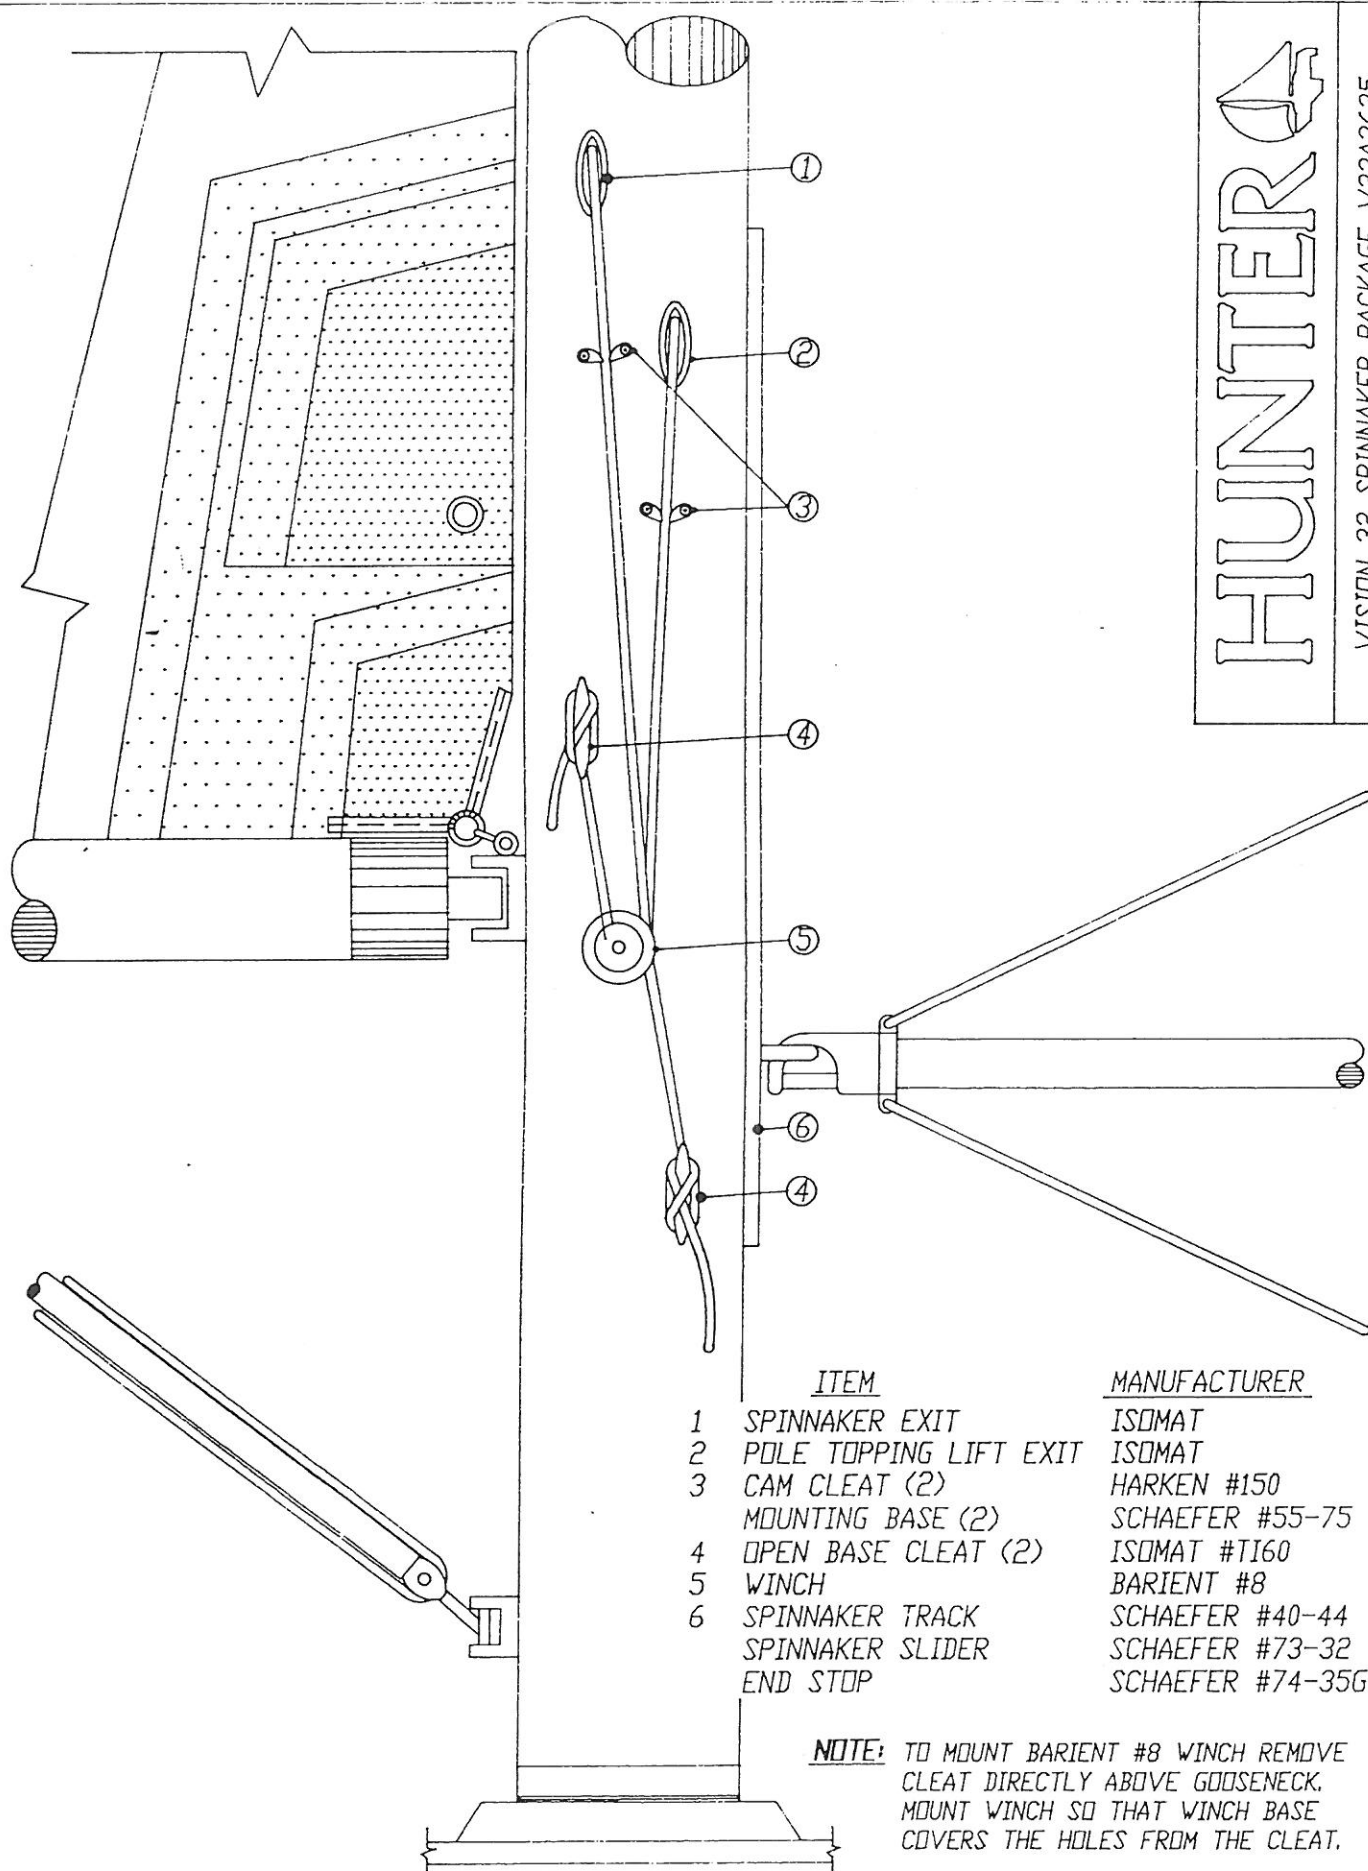 HUNTER
VISION 32 SPINNAKER PACKAGE
1
2
3
4
5
6
4
ITEM MANUFACTURER
1 SPINNAKER EXIT ISOMAT
2 POLE TOPPING LIFT EXIT ISOMAT
3 CAM CLEAT (2) HARKEN #150
MOUNTING BASE (2) SCHAEFER #55-75
4 OPEN BASE CLEAT (2) ISOMAT #TI60
5 WINCH BARIENT #8
6 SPINNAKER TRACK SCHAEFER #40-44
SPINNAKER SLIDER SCHAEFER #73-32
END STOP SCHAEFER #74-35G
NOTE: TO MOUNT BARIENT #8 WINCH REMOVE
CLEAT DIRECTLY ABOVE GOOSENECK.
MOUNT WINCH SO THAT WINCH BASE
COVERS THE HOLES FROM THE CLEAT.